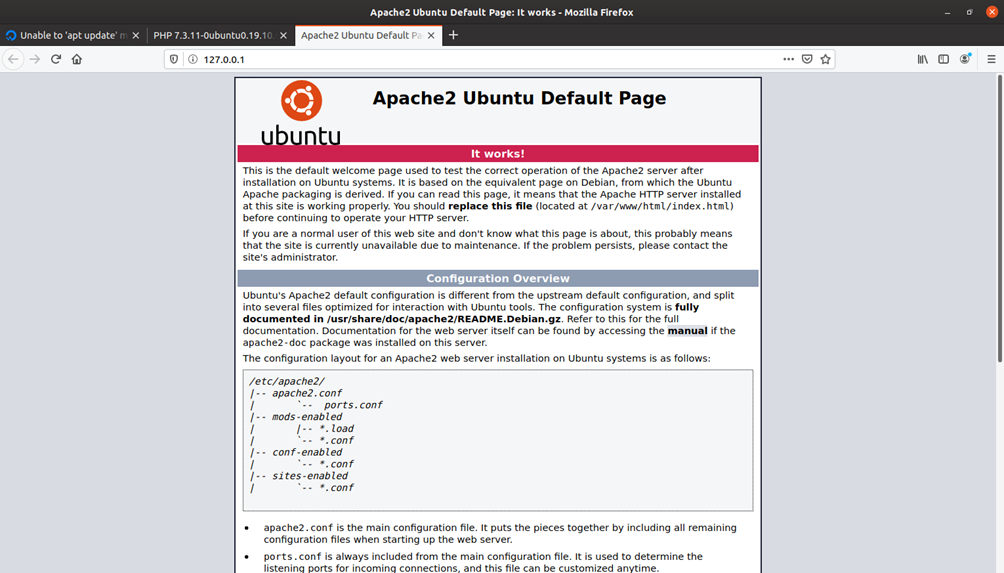 Apache2 Ubuntu Default Page: It works - Mozilla Firefox
Unable to 'apt update' m
PHP 7.3.11-0ubuntu0.19.10.
Apache2 Ubuntu Default Pa
127.0.0.1
Apache2 Ubuntu Default Page
ubuntu
It works!
This is the default welcome page used to test the correct operation of the Apache2 server after
installation on Ubuntu systems. It is based on the equivalent page on Debian, from which the Ubuntu
Apache packaging is derived. If you can read this page, it means that the Apache HTTP server installed
at this site is working properly. You should replace this file (located at /var/www/html/index.html)
before continuing to operate your HTTP server.
If you are a normal user of this web site and don't know what this page is about, this probably means
that the site is currently unavailable due to maintenance. If the problem persists, please contact the
site's administrator.
Configuration Overview
Ubuntu's Apache2 default configuration is different from the upstream default configuration, and split
into several files optimized for interaction with Ubuntu tools. The configuration system is fully
documented in /usr/share/doc/apache2/README.Debian.gz. Refer to this for the full
documentation. Documentation for the web server itself can be found by accessing the manual if the
apache2-doc package was installed on this server.
The configuration layout for an Apache2 web server installation on Ubuntu systems is as follows:
/etc/apache2/
|-- apache2.conf
|       `--  ports.conf
|-- mods-enabled
|       |-- *.load
|       `-- *.conf
|-- conf-enabled
|       `-- *.conf
|-- sites-enabled
|       `-- *.conf
• apache2.conf is the main configuration file. It puts the pieces together by including all remaining
configuration files when starting up the web server.
• ports.conf is always included from the main configuration file. It is used to determine the
listening ports for incoming connections, and this file can be customized anytime.